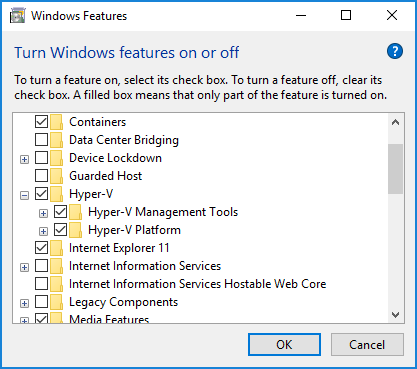 Windows Features
Turn Windows features on or off
?
To turn a feature on, select its check box. To turn a feature off, clear its
check box. A filled box means that only part of the feature is turned on.
Containers
Data Center Bridging
Device Lockdown
Guarded Host
Hyper-V
Hyper-V Management Tools
Hyper-V Platform
Internet Explorer 11
Internet Information Services
Internet Information Services Hostable Web Core
Legacy Components
Media Features
OK Cancel